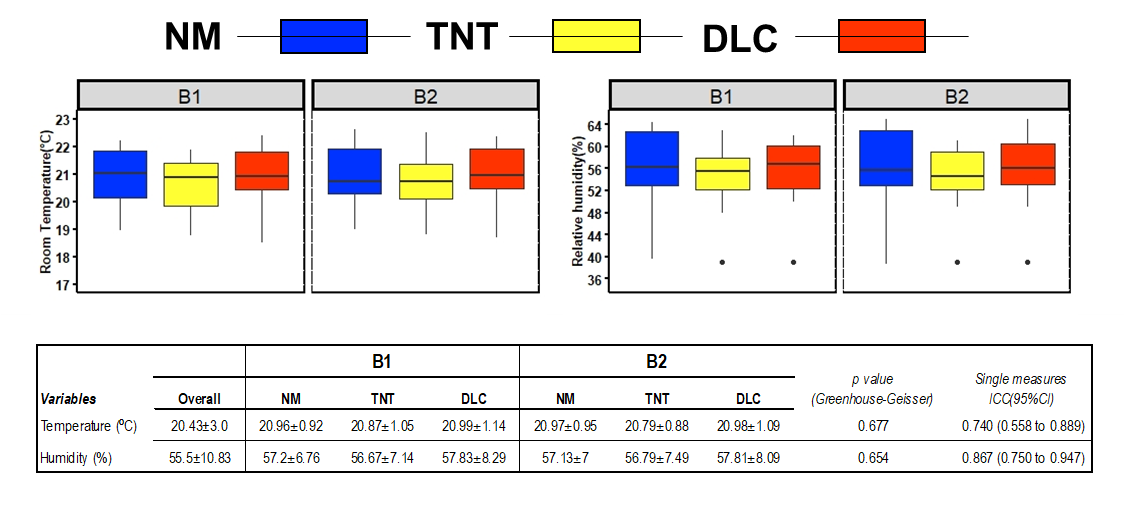 NM TNT DLC
B1 B2 B1 B2
Room Temperature(°C)
23
22
21
20
19
18
17
Relative humidity(%)
64
60
56
52
48
44
40
36
B1 B2
p value Single measures
Variables Overall NM TNT DLC NM TNT DLC (Greenhouse-Geisser) ICC(95%CI)
Temperature (⁰C) 20.43±3.0 20.96±0.92 20.87±1.05 20.99±1.14 20.97±0.95 20.79±0.88 20.98±1.09 0.677 0.740 (0.558 to 0.889)
Humidity (%) 55.5±10.83 57.2±6.76 56.67±7.14 57.83±8.29 57.13±7 56.79±7.49 57.81±8.09 0.654 0.867 (0.750 to 0.947)